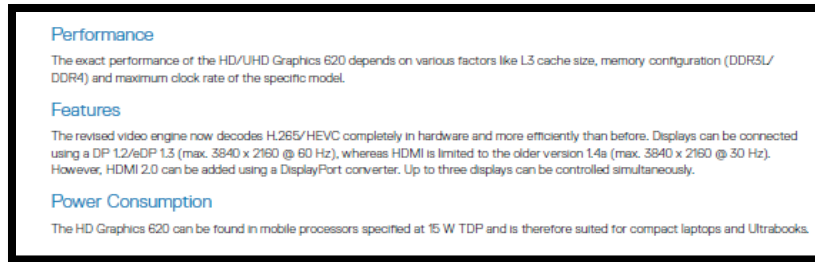 Performance
The exact performance of the HD/UHD Graphics 620 depends on various factors like L3 cache size, memory configuration (DDR3L/
DDR4) and maximum clock rate of the specific model.
Features
The revised video engine now decodes H.265/HEVC completely in hardware and more efficiently than before. Displays can be connected
using a DP 1.2/eDP 1.3 (max. 3840 x 2160 @ 60 Hz), whereas HDMI is limited to the older version 1.4a (max. 3840 x 2160 @ 30 Hz).
However, HDMI 2.0 can be added using a DisplayPort converter. Up to three displays can be controlled simultaneously.
Power Consumption
The HD Graphics 620 can be found in mobile processors specified at 15 W TDP and is therefore suited for compact laptops and Ultrabooks.